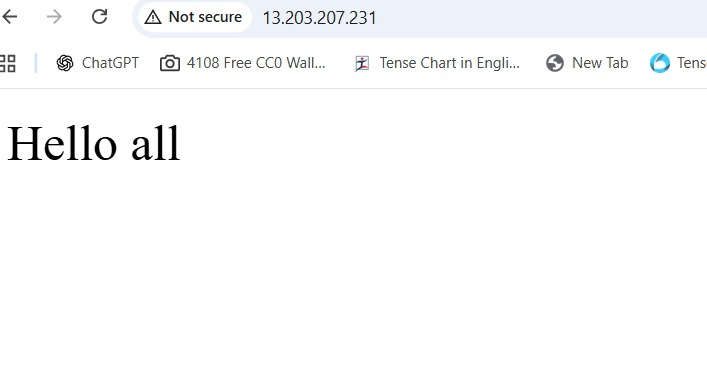 Not secure 13.203.207.231
ChatGPT 4108 Free CC0 Wall... Tense Chart in Engli... New Tab Tens
Hello all